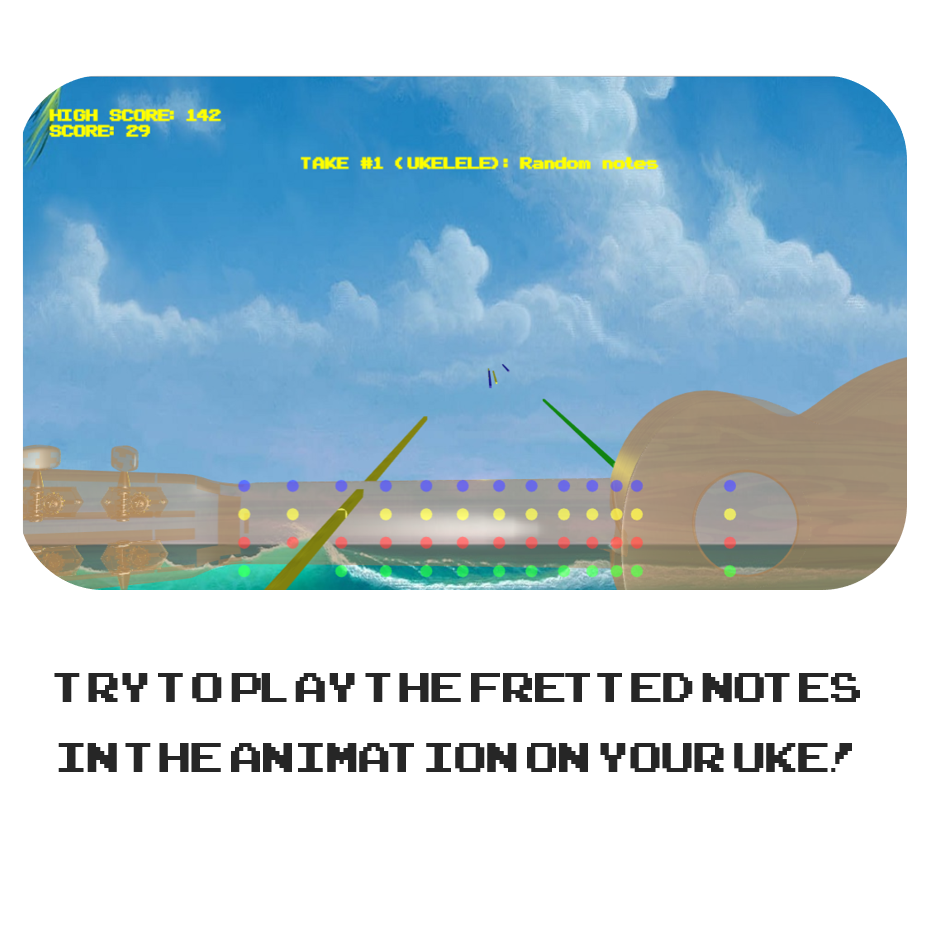 HIGH SCORE: 142
SCORE: 29
TAKE #1 (UKELELE): Random notes
TRY TO PLAY THE FRETTED NOTES
IN THE ANIMATION ON YOUR UKE!